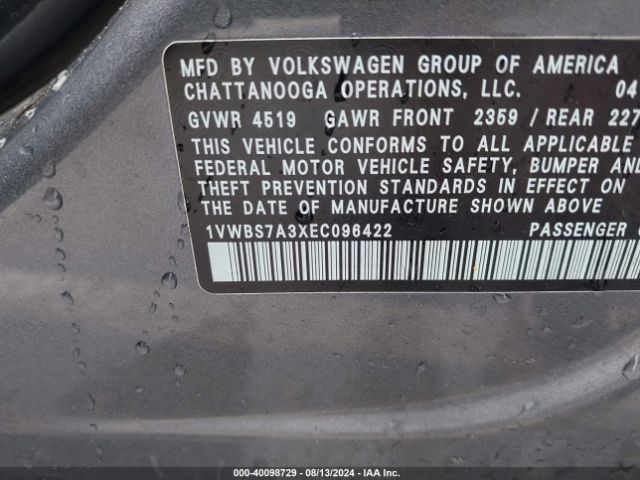 MFD BY VOLKSWAGEN GROUP OF AMERICA
CHATTANOOGA OPERATIONS, LLC. 04
GVWR 4519 GAWR FRONT 2359 / REAR 227
THIS VEHICLE CONFORMS TO ALL APPLICABLE
FEDERAL MOTOR VEHICLE SAFETY, BUMPER AND
THEFT PREVENTION STANDARDS IN EFFECT ON
THE DATE OF MANUFACTURE SHOWN ABOVE
1VWBS7A3XEC096422 PASSENGER
000-40098729 - 08/13/2024 - IAA Inc.